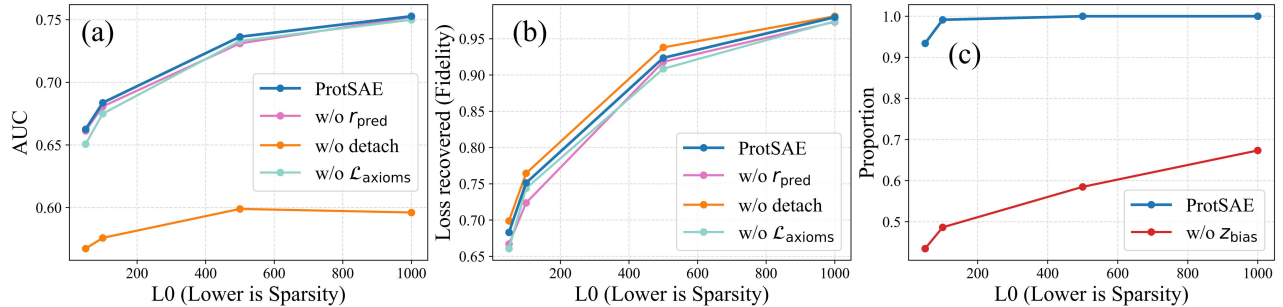 (a)
AUC
0.75
0.70
0.65
0.60
ProtSAE
w/o r_pred
w/o detach
w/o ℒ_axioms
200 400 600 800 1000
L0 (Lower is Sparsity)
(b)
Loss recovered (Fidelity)
0.95
0.90
0.85
0.80
0.75
0.70
0.65
ProtSAE
w/o r_pred
w/o detach
w/o ℒ_axioms
200 400 600 800 1000
L0 (Lower is Sparsity)
(c)
Proportion
1.0
0.9
0.8
0.7
0.6
0.5
ProtSAE
w/o z_bias
200 400 600 800 1000
L0 (Lower is Sparsity)